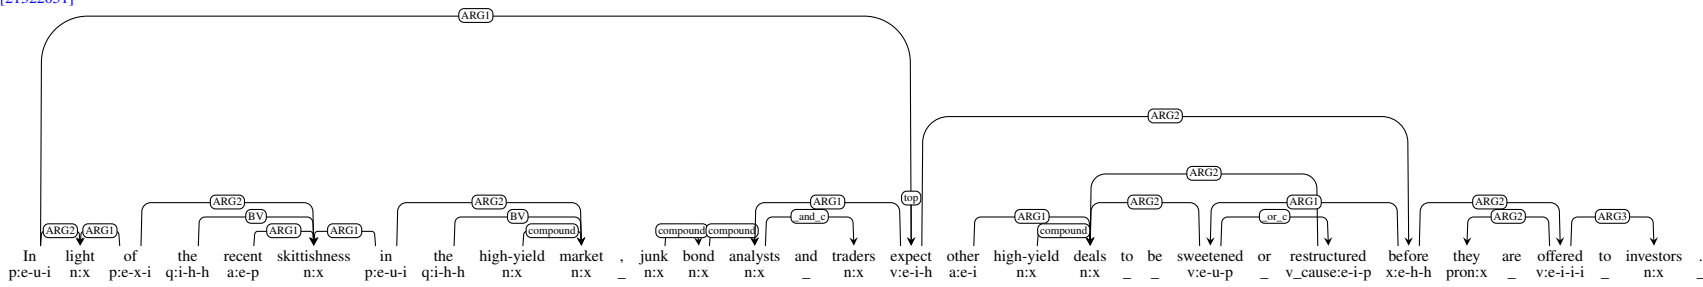 ARG1
ARG2
ARG2
ARG2 ARG2 ARG1 top ARG2 ARG1 ARG2
BV BV _and_c ARG1 _or_c ARG2 ARG3
ARG2 ARG1 ARG1 ARG1 compound compound compound compound
In light of the recent skittishness in the high-yield market , junk bond analysts and traders expect other high-yield deals to be sweetened or restructured before they are offered to investors .
p:e-u-i n:x p:e-x-i q:i-h-h a:e-p n:x p:e-u-i q:i-h-h n:x n:x _ n:x n:x n:x _ n:x v:e-i-h a:e-i n:x n:x _ _ v:e-u-p _ v_cause:e-i-p x:e-h-h pron:x _ v:e-i-i-i _ n:x _